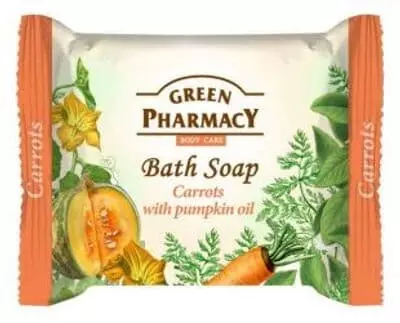 GREEN
PHARMACY
BODY CARE
Bath Soap
Carrots
with pumpkin oil
Carrots
Carrots